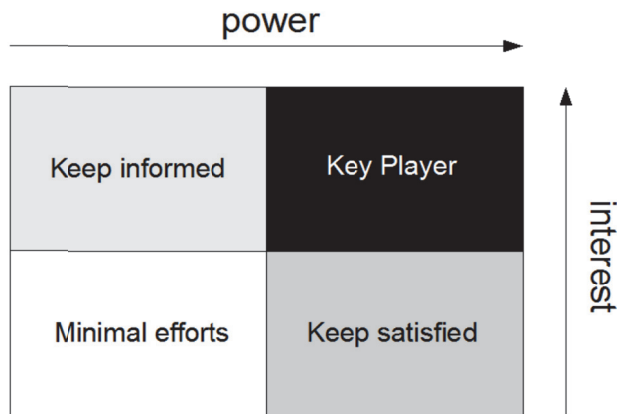 power
Keep informed
Key Player
interest
Minimal efforts
Keep satisfied